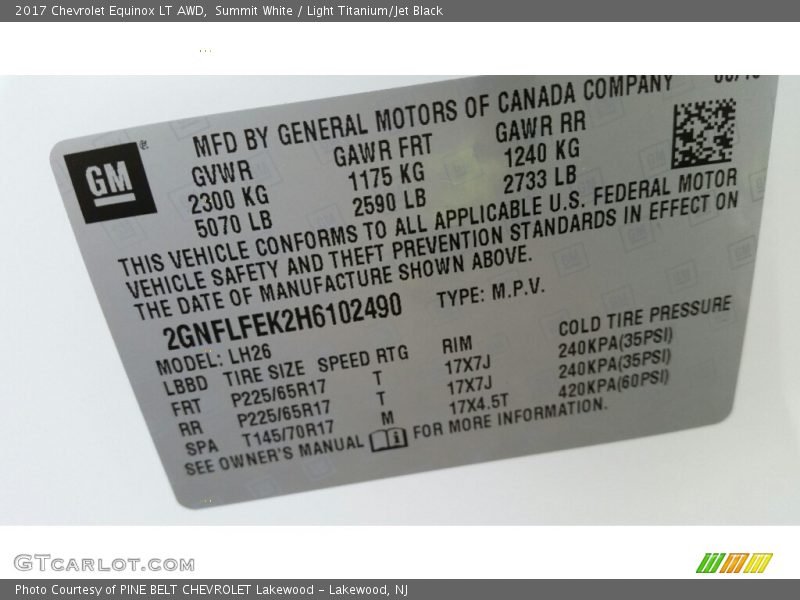 2017 Chevrolet Equinox LT AWD, Summit White / Light Titanium/Jet Black
MFD BY GENERAL MOTORS OF CANADA COMPANY
GM
GVWR GAWR FRT GAWR RR
2300 KG 1175 KG 1240 KG
5070 LB 2590 LB 2733 LB
THIS VEHICLE CONFORMS TO ALL APPLICABLE U.S. FEDERAL MOTOR
VEHICLE SAFETY AND THEFT PREVENTION STANDARDS IN EFFECT ON
THE DATE OF MANUFACTURE SHOWN ABOVE.
2GNFLFEK2H6102490 TYPE: M.P.V.
MODEL: LH26
LBBD TIRE SIZE SPEED RTG RIM COLD TIRE PRESSURE
FRT P225/65R17 T 17X7J 240KPA(35PSI)
RR P225/65R17 T 17X7J 240KPA(35PSI)
SPA T145/70R17 M 17X4.5T 420KPA(60PSI)
SEE OWNER'S MANUAL FOR MORE INFORMATION.
GTcarlot.com
Photo Courtesy of PINE BELT CHEVROLET Lakewood - Lakewood, NJ